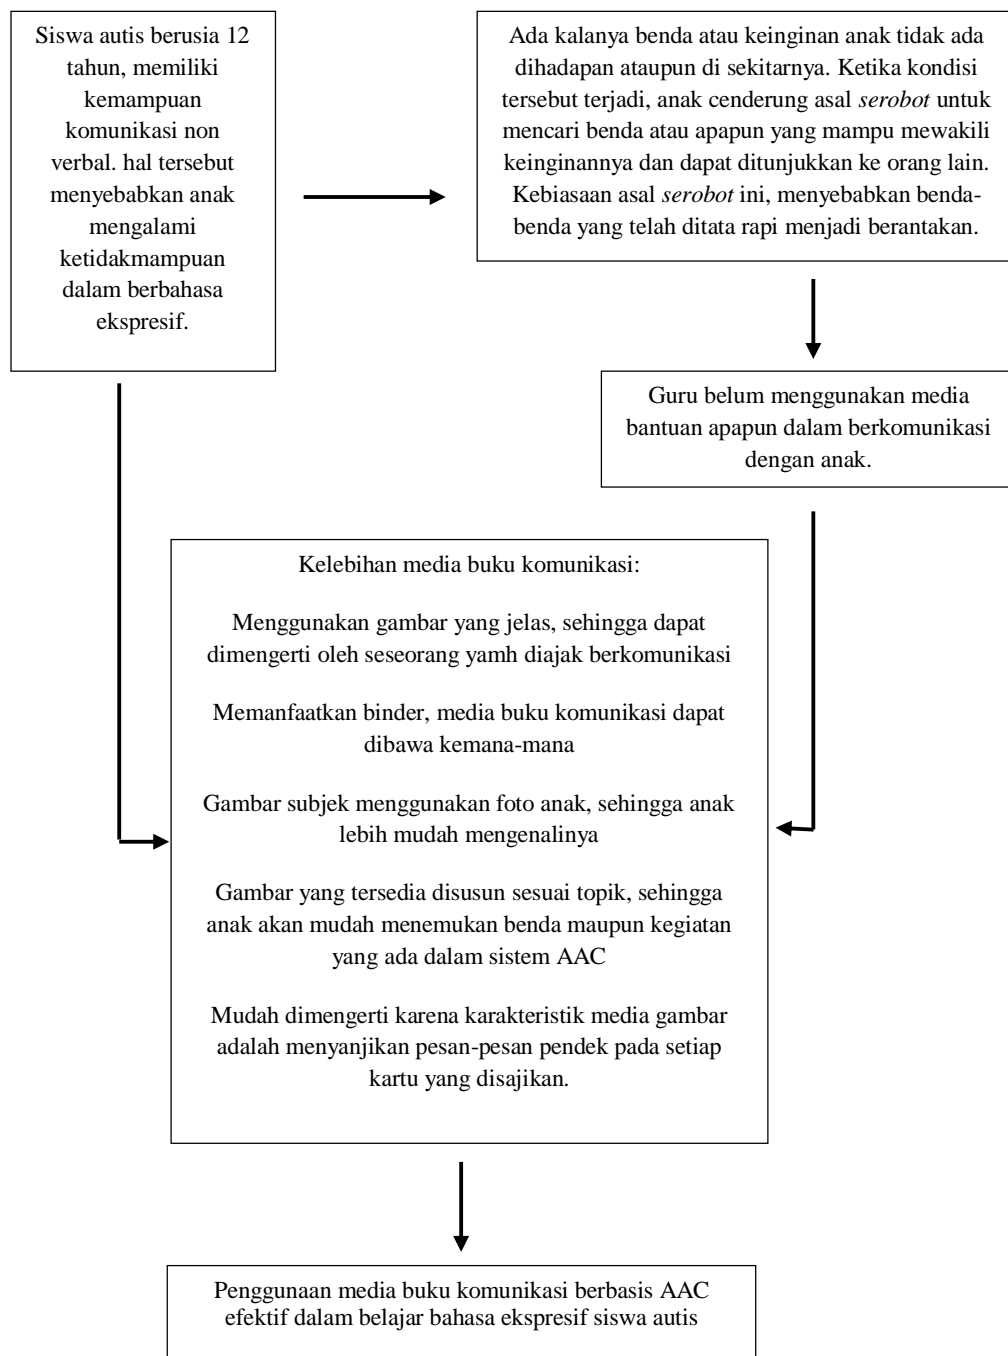 Siswa autis berusia 12
tahun, memiliki
kemampuan
komunikasi non
verbal. hal tersebut
menyebabkan anak
mengalami
ketidakmampuan
dalam berbahasa
ekspresif.
Ada kalanya benda atau keinginan anak tidak ada
dihadapan ataupun di sekitarnya. Ketika kondisi
tersebut terjadi, anak cenderung asal serobot untuk
mencari benda atau apapun yang mampu mewakili
keinginannya dan dapat ditunjukkan ke orang lain.
Kebiasaan asal serobot ini, menyebabkan benda-
benda yang telah ditata rapi menjadi berantakan.
Guru belum menggunakan media
bantuan apapun dalam berkomunikasi
dengan anak.
Kelebihan media buku komunikasi:
Menggunakan gambar yang jelas, sehingga dapat
dimengerti oleh seseorang yamh diajak berkomunikasi
Memanfaatkan binder, media buku komunikasi dapat
dibawa kemana-mana
Gambar subjek menggunakan foto anak, sehingga anak
lebih mudah mengenalinya
Gambar yang tersedia disusun sesuai topik, sehingga
anak akan mudah menemukan benda maupun kegiatan
yang ada dalam sistem AAC
Mudah dimengerti karena karakteristik media gambar
adalah menyanjikan pesan-pesan pendek pada setiap
kartu yang disajikan.
Penggunaan media buku komunikasi berbasis AAC
efektif dalam belajar bahasa ekspresif siswa autis